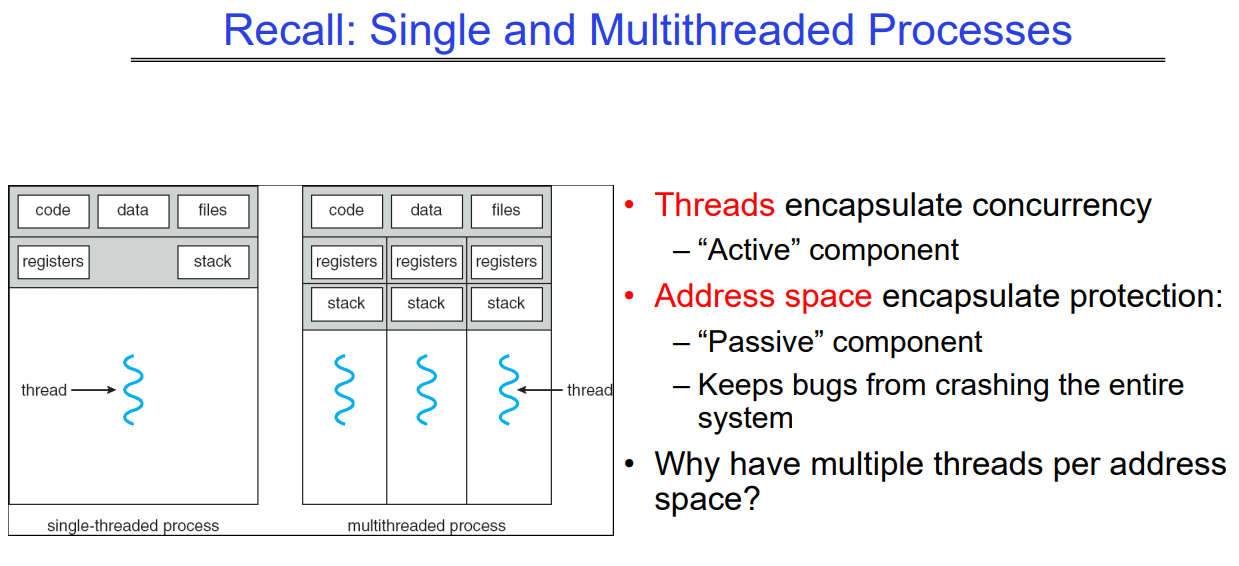 Recall: Single and Multithreaded Processes
code data files
registers stack
thread
single-threaded process
code data files
registers registers registers
stack stack stack
thread
multithreaded process
• Threads encapsulate concurrency
– “Active” component
• Address space encapsulate protection:
– “Passive” component
– Keeps bugs from crashing the entire
system
• Why have multiple threads per address
space?